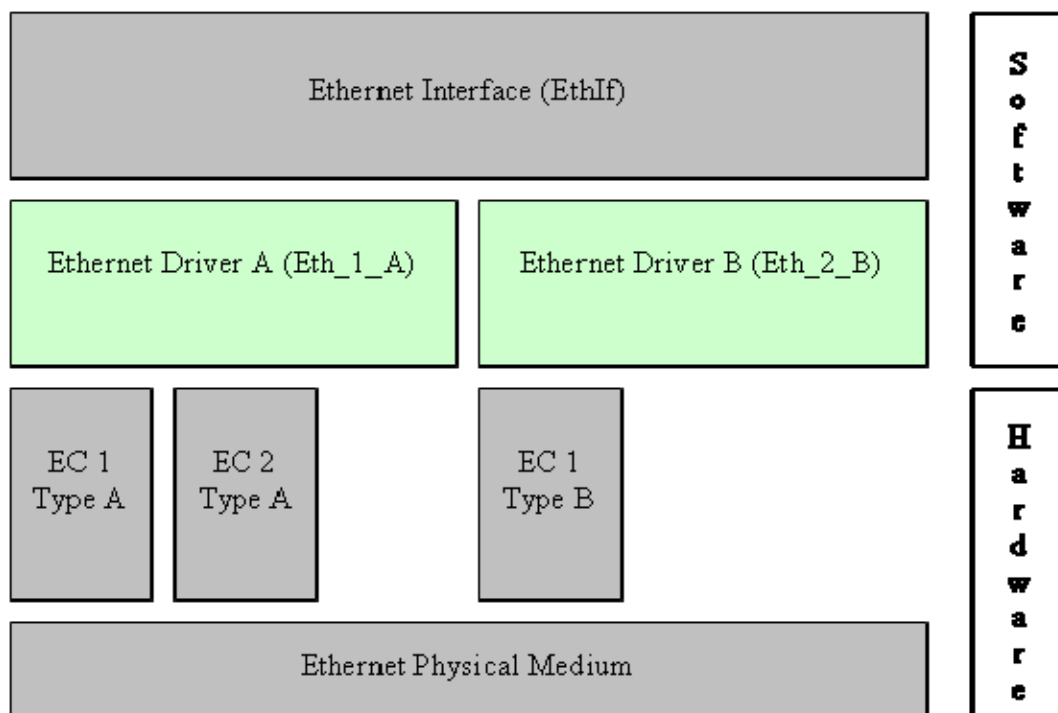 Ethernet Interface (EthIf)
Software
Ethernet Driver A (Eth_1_A)
Ethernet Driver B (Eth_2_B)
EC 1
Type A
EC 2
Type A
EC 1
Type B
Hardware
Ethernet Physical Medium